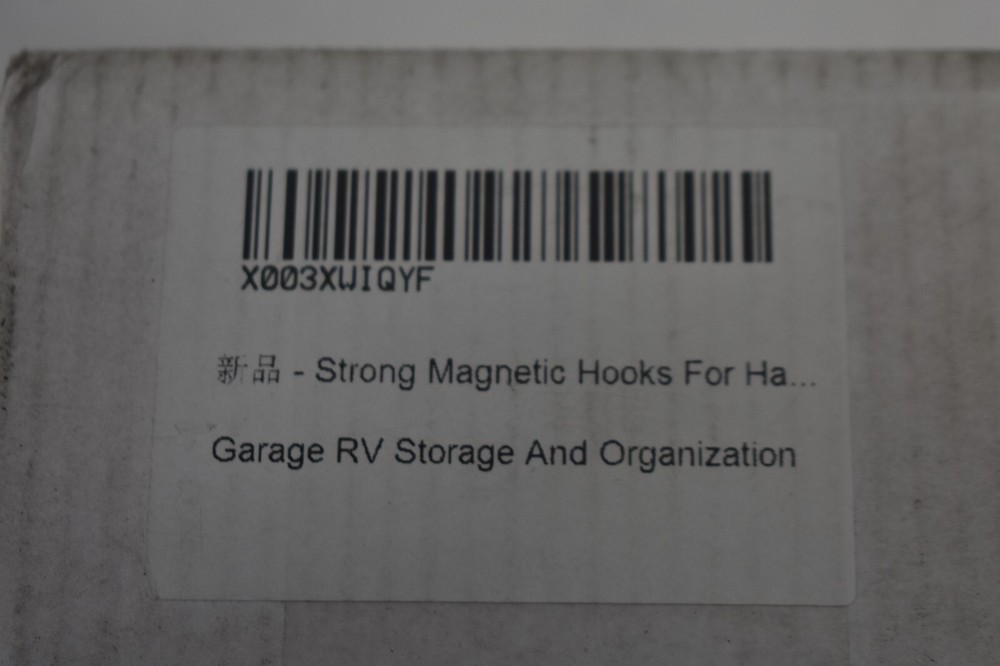 X003XWIQYF
新品 - Strong Magnetic Hooks For Ha...
Garage RV Storage And Organization